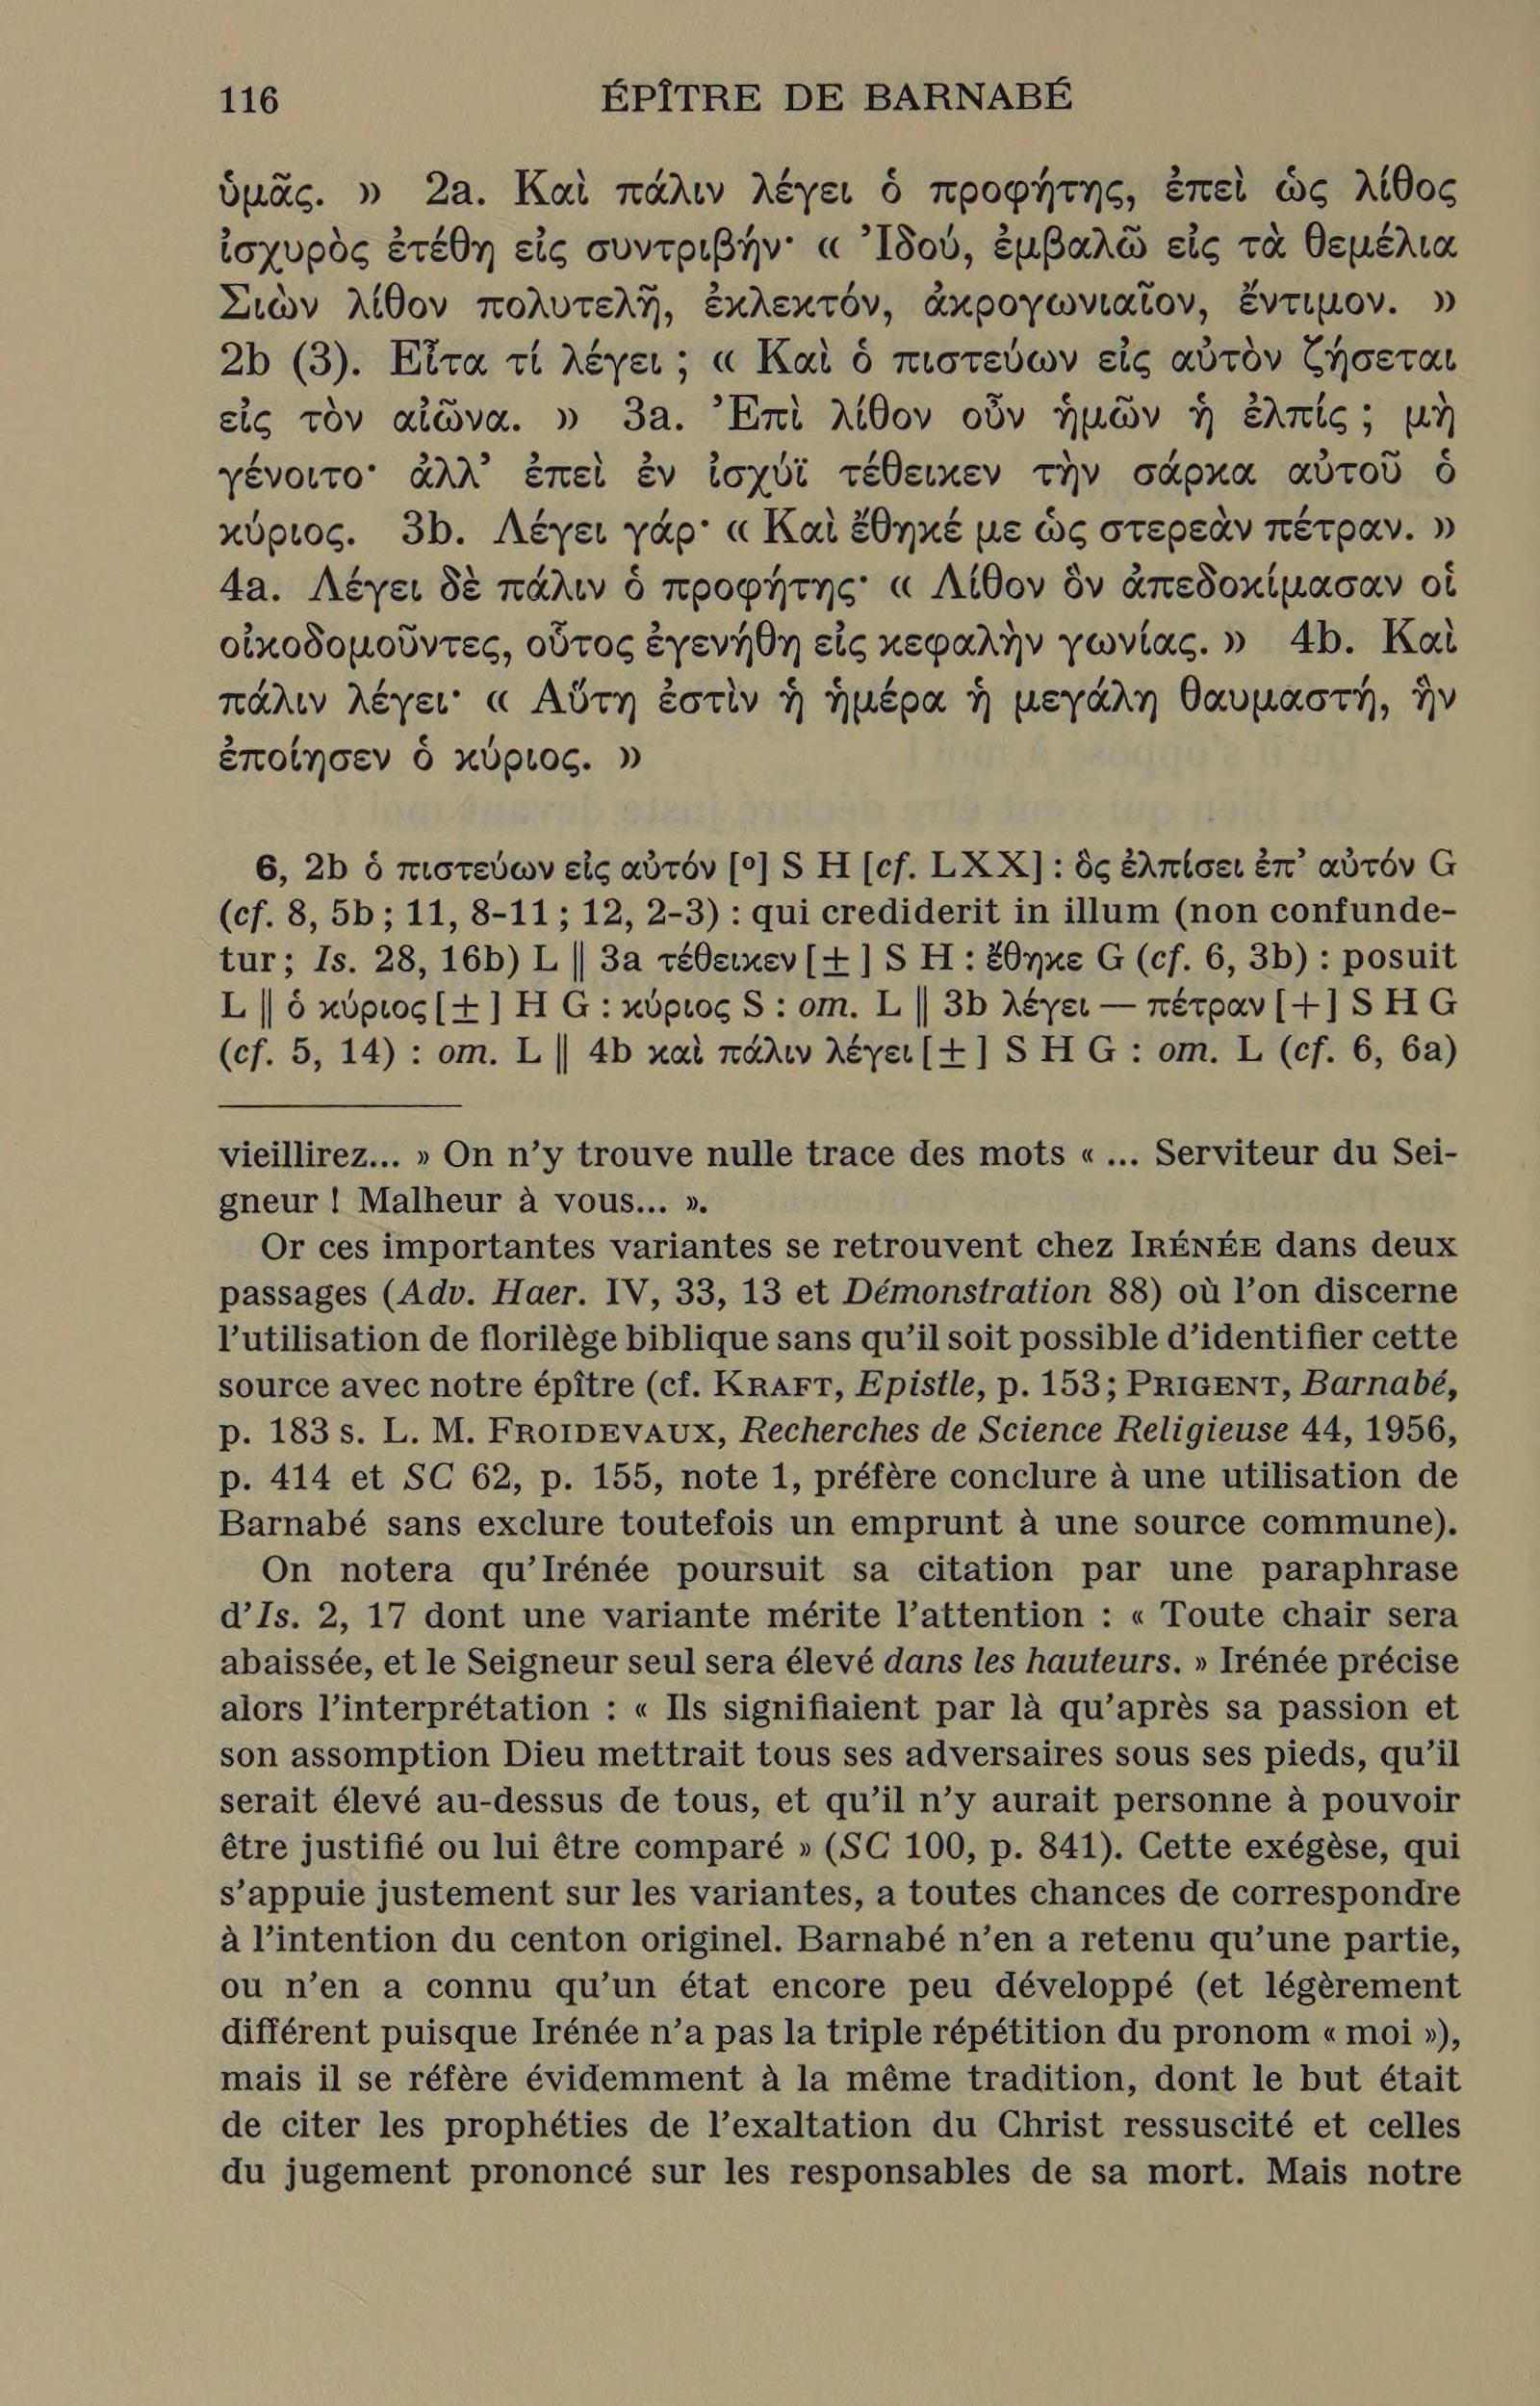 116 ÉPÎTRE DE BARNABÉ
ὑμᾶς. » 2a. Καὶ πάλιν λέγει ὁ προφήτης, ἐπεὶ ὡς λίθος
ἰσχυρὸς ἐτέθη εἰς συντριβήν· « Ἰδού, ἐμβαλῶ εἰς τὰ θεμέλια
Σιὼν λίθον πολυτελῆ, ἐκλεκτόν, ἀκρογωνιαῖον, ἔντιμον. »
2b (3). Εἶτα τί λέγει ; « Καὶ ὁ πιστεύων εἰς αὐτὸν ζήσεται
εἰς τὸν αἰῶνα. » 3a. Ἐπὶ λίθον οὖν ἡμῶν ἡ ἐλπίς ; μὴ
γένοιτο· ἀλλ’ ἐπεὶ ἐν ἰσχύϊ τέθεικεν τὴν σάρκα αὐτοῦ ὁ
κύριος. 3b. Λέγει γάρ· « Καὶ ἔθηκέ με ὡς στερεὰν πέτραν. »
4a. Λέγει δὲ πάλιν ὁ προφήτης· « Λίθον ὃν ἀπεδοκίμασαν οἱ
οἰκοδομοῦντες, οὗτος ἐγενήθη εἰς κεφαλὴν γωνίας. » 4b. Καὶ
πάλιν λέγει· « Αὕτη ἐστὶν ἡ ἡμέρα ἡ μεγάλη θαυμαστή, ἣν
ἐποίησεν ὁ κύριος. »
6, 2b ὁ πιστεύων εἰς αὐτόν [⁰] S H [cf. LXX] : ὃς ἐλπίσει ἐπ’ αὐτόν G
(cf. 8, 5b ; 11, 8-11 ; 12, 2-3) : qui crediderit in illum (non confunde-
tur ; Is. 28, 16b) L || 3a τέθεικεν [±] S H : ἔθηκε G (cf. 6, 3b) : posuit
L || ὁ κύριος [±] H G : κύριος S : om. L || 3b λέγει — πέτραν [+] S H G
(cf. 5, 14) : om. L || 4b καὶ πάλιν λέγει [±] S H G : om. L (cf. 6, 6a)
vieillirez... » On n’y trouve nulle trace des mots « ... Serviteur du Sei-
gneur ! Malheur à vous... ».
Or ces importantes variantes se retrouvent chez IRÉNÉE dans deux
passages (Adv. Haer. IV, 33, 13 et Démonstration 88) où l’on discerne
l’utilisation de florilège biblique sans qu’il soit possible d’identifier cette
source avec notre épître (cf. KRAFT, Epistle, p. 153 ; PRIGENT, Barnabé,
p. 183 s. L. M. FROIDEVAUX, Recherches de Science Religieuse 44, 1956,
p. 414 et SC 62, p. 155, note 1, préfère conclure à une utilisation de
Barnabé sans exclure toutefois un emprunt à une source commune).
On notera qu’Irénée poursuit sa citation par une paraphrase
d’Is. 2, 17 dont une variante mérite l’attention : « Toute chair sera
abaissée, et le Seigneur seul sera élevé dans les hauteurs. » Irénée précise
alors l’interprétation : « Ils signifiaient par là qu’après sa passion et
son assomption Dieu mettrait tous ses adversaires sous ses pieds, qu’il
serait élevé au-dessus de tous, et qu’il n’y aurait personne à pouvoir
être justifié ou lui être comparé » (SC 100, p. 841). Cette exégèse, qui
s’appuie justement sur les variantes, a toutes chances de correspondre
à l’intention du centon originel. Barnabé n’en a retenu qu’une partie,
ou n’en a connu qu’un état encore peu développé (et légèrement
différent puisque Irénée n’a pas la triple répétition du pronom « moi »),
mais il se réfère évidemment à la même tradition, dont le but était
de citer les prophéties de l’exaltation du Christ ressuscité et celles
du jugement prononcé sur les responsables de sa mort. Mais notre